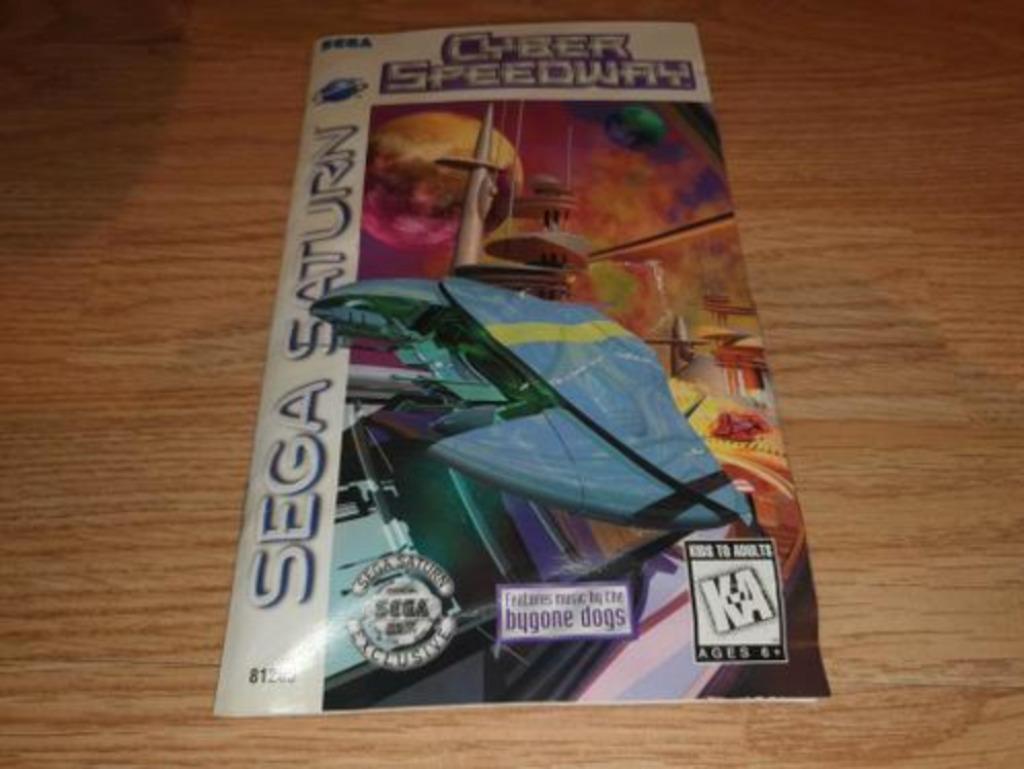 SEGA
CYBER
SPEEDWAY
SEGA SATURN
SEGA SATURN
SEGA
EXCLUSIVE
Features music by the
bygone dogs
KIDS TO ADULTS
K-A
AGES 6+